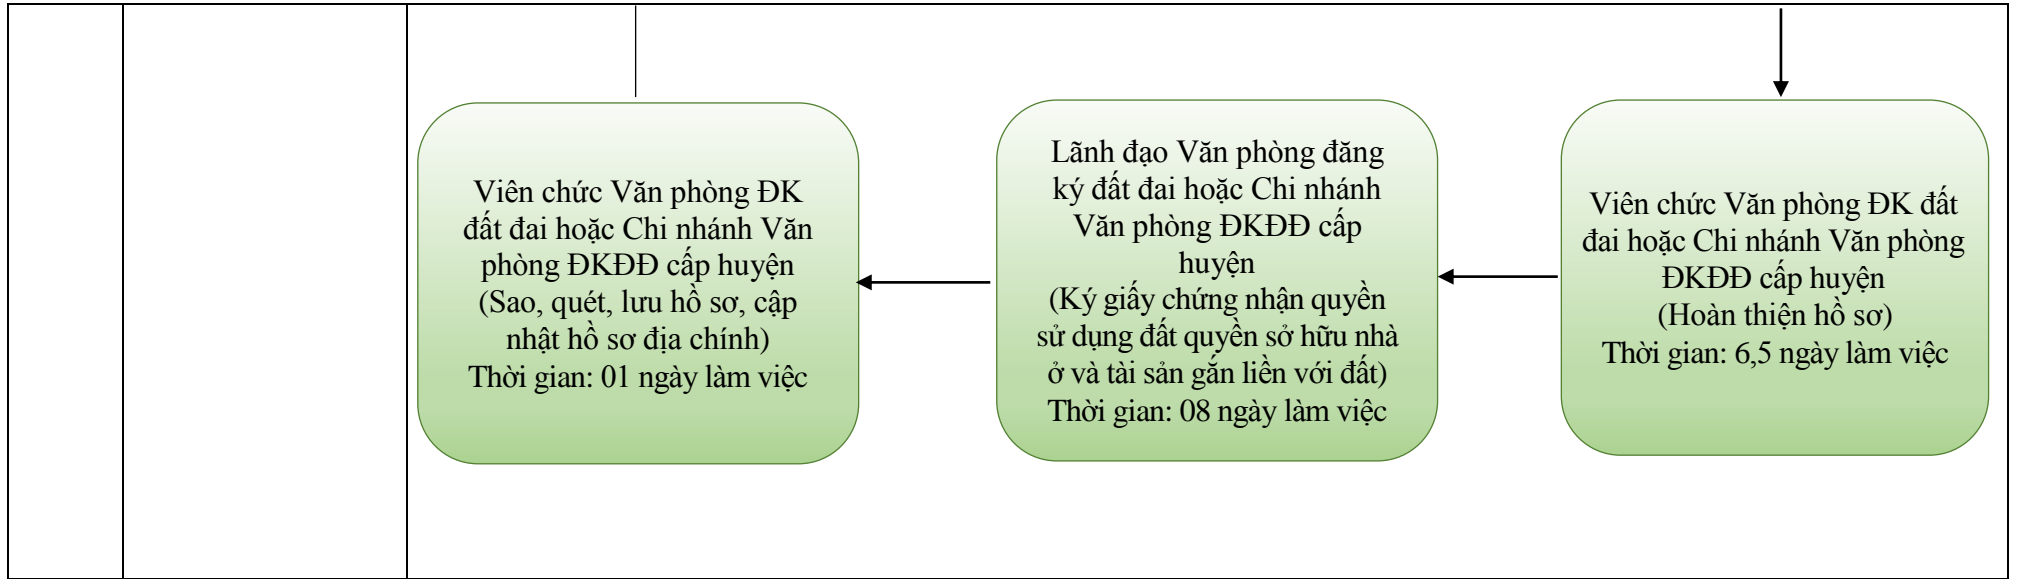 Viên chức Văn phòng ĐK
đất đai hoặc Chi nhánh Văn
phòng ĐKĐĐ cấp huyện
(Sao, quét, lưu hồ sơ, cập
nhật hồ sơ địa chính)
Thời gian: 01 ngày làm việc
Lãnh đạo Văn phòng đăng
ký đất đai hoặc Chi nhánh
Văn phòng ĐKĐĐ cấp
huyện
(Ký giấy chứng nhận quyền
sử dụng đất quyền sở hữu nhà
ở và tài sản gắn liền với đất)
Thời gian: 08 ngày làm việc
Viên chức Văn phòng ĐK đất
đai hoặc Chi nhánh Văn phòng
ĐKĐĐ cấp huyện
(Hoàn thiện hồ sơ)
Thời gian: 6,5 ngày làm việc